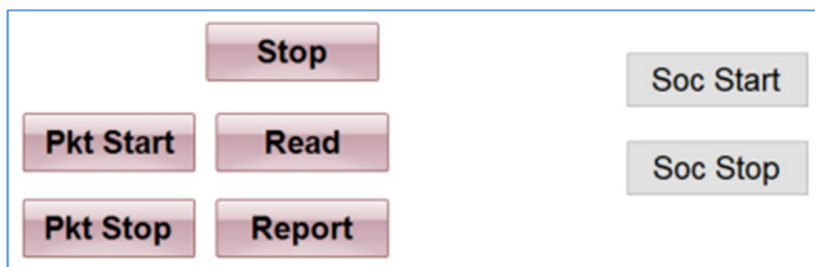 Stop
Soc Start
Pkt Start
Read
Soc Stop
Pkt Stop
Report